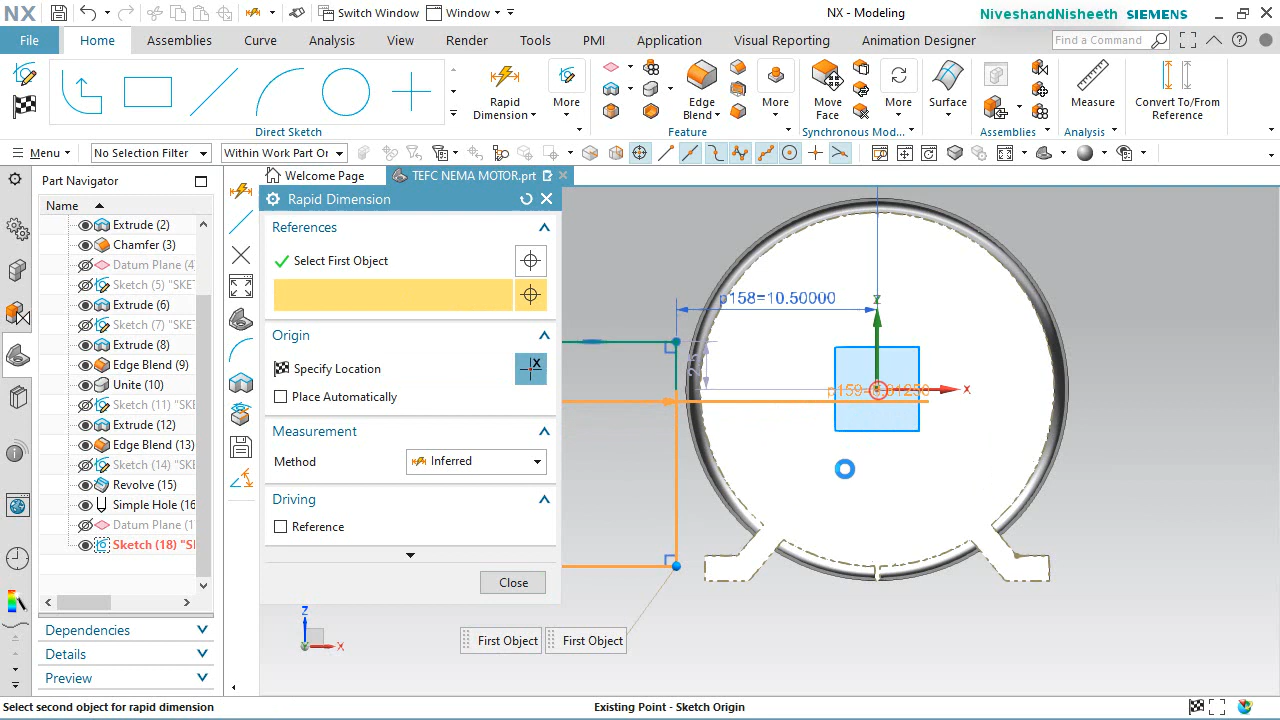 NX Switch Window Window NX - Modeling NiveshandNisheeth SIEMENS
File Home Assemblies Curve Analysis View Render Tools PMI Application Visual Reporting Animation Designer Find a Command
Rapid Dimension More Edge Blend More Move Face More Surface Measure Convert To/From Reference
Direct Sketch Feature Synchronous Mod... Assemblies Analysis
Menu No Selection Filter Within Work Part Or
Part Navigator
Name
Extrude (2)
Chamfer (3)
Datum Plane (4
Sketch (5) "SKE
Extrude (6)
Sketch (7) "SKE
Extrude (8)
Edge Blend (9)
Unite (10)
Sketch (11) "SK
Extrude (12)
Edge Blend (13)
Sketch (14) "SK
Revolve (15)
Simple Hole (16
Datum Plane (1
Sketch (18) "SI
Dependencies
Details
Preview
Welcome Page TEFC NEMA MOTOR.prt
Rapid Dimension
References
Select First Object
Origin
Specify Location
Place Automatically
Measurement
Method Inferred
Driving
Reference
Close
p158=10.50000
Z
X
Z
X
First Object First Object
Select second object for rapid dimension Existing Point - Sketch Origin